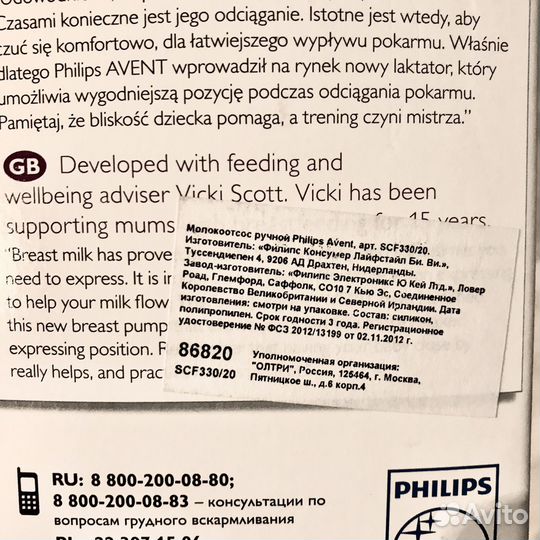 Czasami konieczne jest jego odciąganie. Istotne jest wtedy, aby
czuć się komfortowo, dla łatwiejszego wypływu pokarmu. Właśnie
dlatego Philips AVENT wprowadził na rynek nowy laktator, który
umożliwia wygodniejszą pozycję podczas odciągania pokarmu.
Pamiętaj, że bliskość dziecka pomaga, a trening czyni mistrza.”
GB Developed with feeding and
wellbeing adviser Vicki Scott. Vicki has been
supporting mums for 15 years.
“Breast milk has prove
need to express. It is in
to help your milk flow
this new breast pump
expressing position. R
really helps, and prac
Молокоотсос ручной Philips Avent, арт. SCF330/20.
Изготовитель: «Филипс Консумер Лайфстайл Би. Ви.»,
Туссендиепен 4, 9206 АД Драхтен, Нидерланды.
Завод-изготовитель: «Филипс Электроникс Ю Кей Лтд.», Ловер
Роад, Глемфорд, Саффолк, СО10 7 Кью Эс, Соединенное
Королевство Великобритании и Северной Ирландии. Дата
изготовления: смотри на упаковке. Состав: силикон,
полипропилен. Срок годности 3 года. Регистрационное
удостоверение № ФСЗ 2012/13199 от 02.11.2012 г.
86820
SCF330/20
Уполномоченная организация:
"ОЛТРИ", Россия, 125464, г. Москва,
Пятницкое ш., д.6 корп.4
RU: 8 800-200-08-80;
8 800-200-08-83 – консультации по
вопросам грудного вскармливания
PHILIPS
Avito